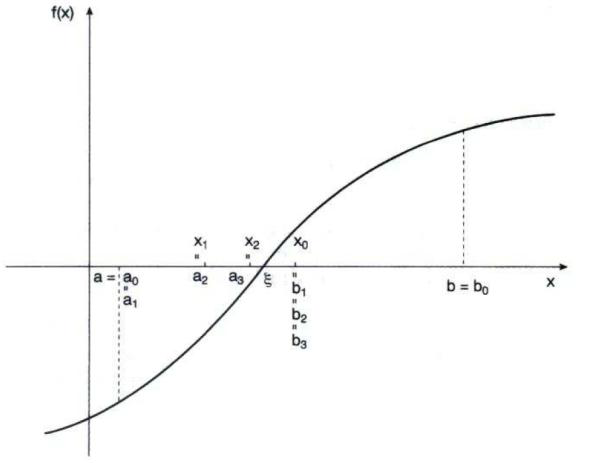 f(x)
x₁ x₂ x₀
" "
a = a₀ a₂ a₃ ξ " b = b₀ x
" b₁
a₁ "
b₂
"
b₃